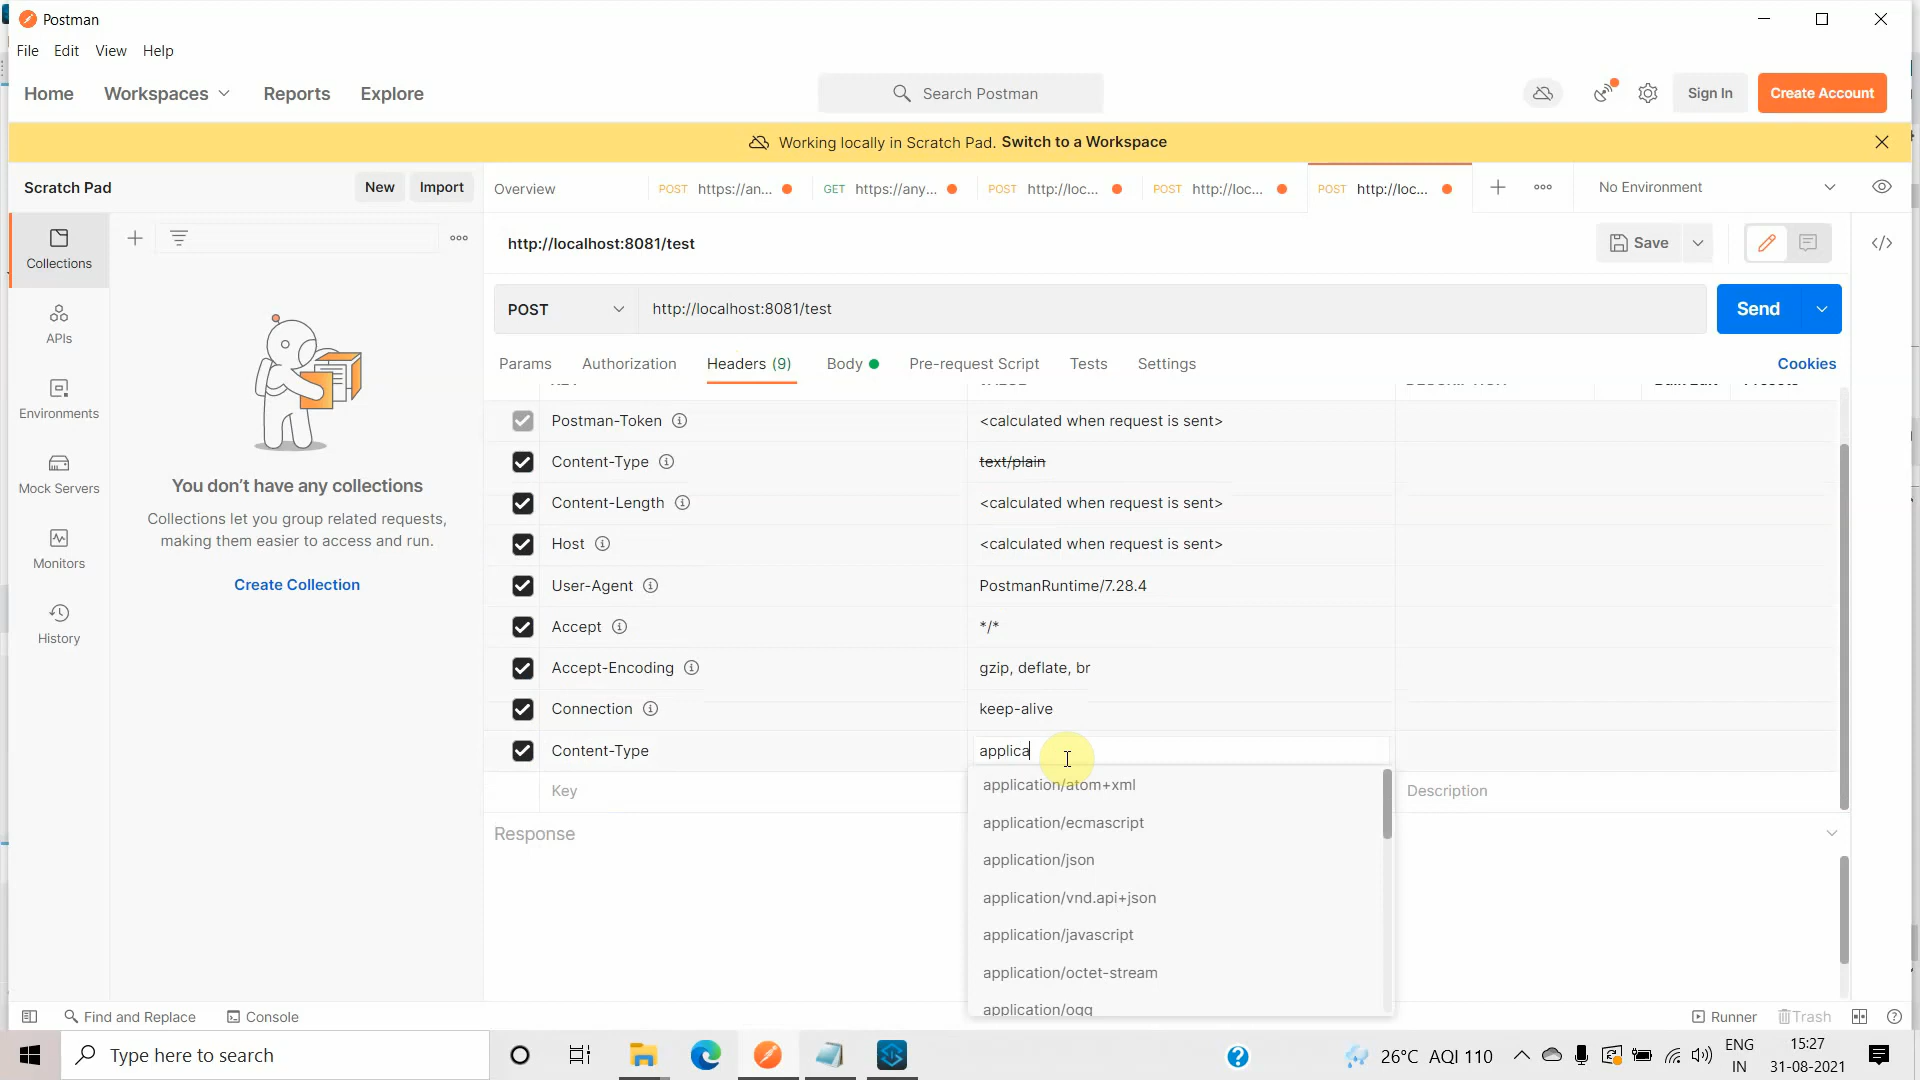 Postman
File Edit View Help
Home Workspaces Reports Explore
Search Postman
Sign In
Create Account
Working locally in Scratch Pad. Switch to a Workspace
Scratch Pad
New
Import
Overview
POST https://an...
GET https://any...
POST http://loc...
POST http://loc...
POST http://loc...
No Environment
Collections
APIs
Environments
Mock Servers
Monitors
History
You don't have any collections
Collections let you group related requests,
making them easier to access and run.
Create Collection
http://localhost:8081/test
Save
POST
http://localhost:8081/test
Send
Params Authorization Headers (9) Body Pre-request Script Tests Settings
Cookies
Postman-Token <calculated when request is sent>
Content-Type text/plain
Content-Length <calculated when request is sent>
Host <calculated when request is sent>
User-Agent PostmanRuntime/7.28.4
Accept */*
Accept-Encoding gzip, deflate, br
Connection keep-alive
Content-Type applica
Key Description
application/atom+xml
application/ecmascript
application/json
application/vnd.api+json
application/javascript
application/octet-stream
application/ogg
Response
Find and Replace Console
Runner Trash
Type here to search
26°C AQI 110
ENG
IN
15:27
31-08-2021